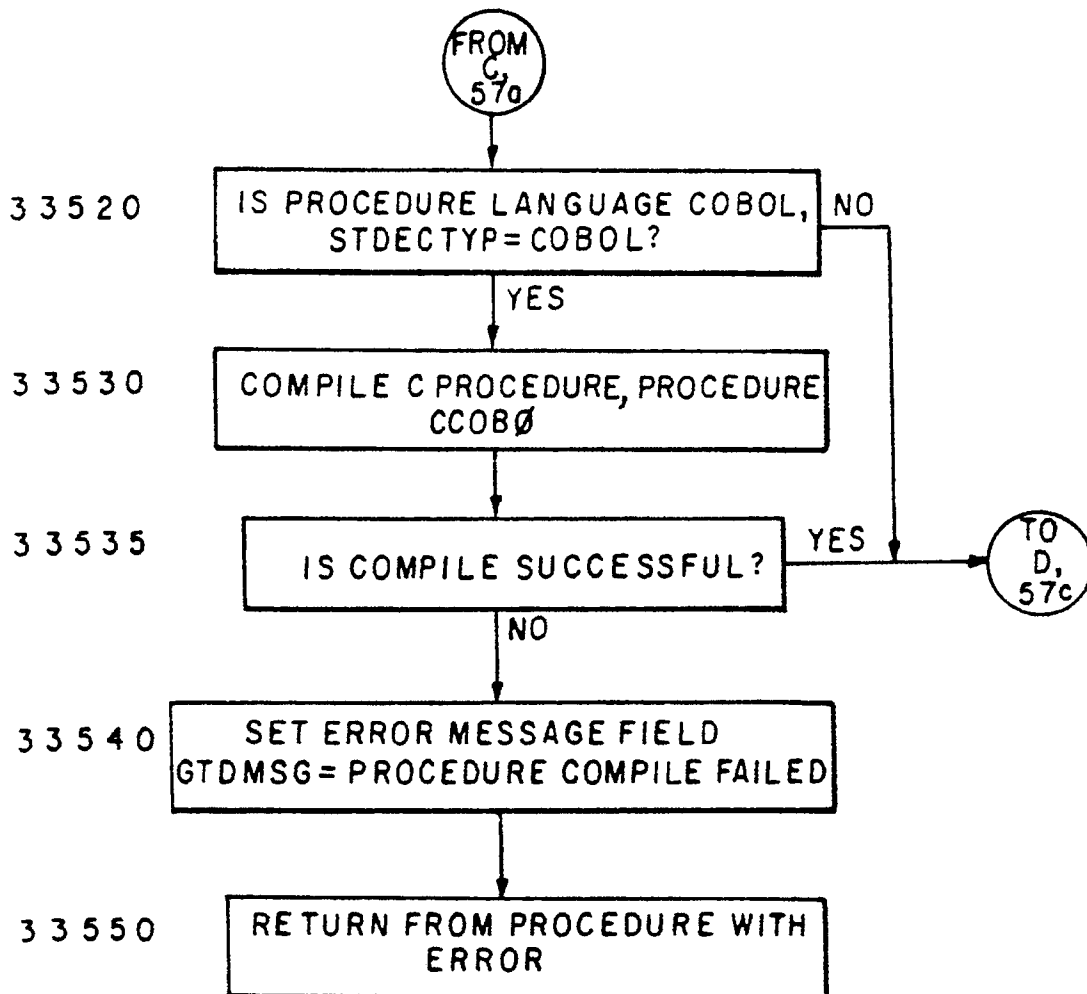 FROM
C,
57a
33520
IS PROCEDURE LANGUAGE COBOL,
STDECTYP=COBOL?
NO
YES
33530
COMPILE C PROCEDURE, PROCEDURE
CCOBØ
33535
IS COMPILE SUCCESSFUL?
YES
TO
D,
57c
NO
33540
SET ERROR MESSAGE FIELD
GTDMSG=PROCEDURE COMPILE FAILED
33550
RETURN FROM PROCEDURE WITH
ERROR